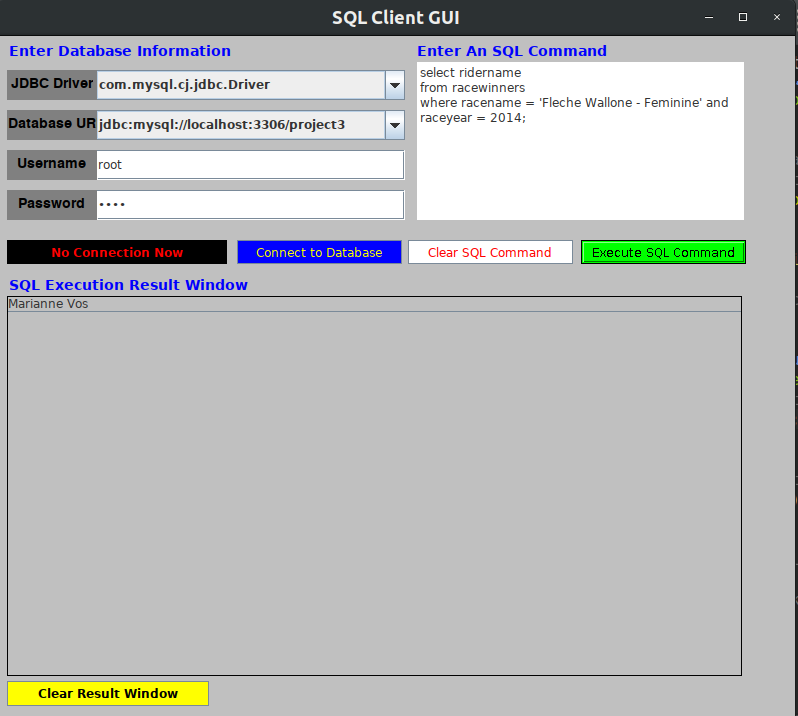 SQL Client GUI
Enter Database Information
JDBC Driver
com.mysql.cj.jdbc.Driver
Database UR
jdbc:mysql://localhost:3306/project3
Username
root
Password
••••
Enter An SQL Command
select ridername
from racewinners
where racename = 'Fleche Wallone - Feminine' and
raceyear = 2014;
No Connection Now
Connect to Database
Clear SQL Command
Execute SQL Command
SQL Execution Result Window
Marianne Vos
Clear Result Window